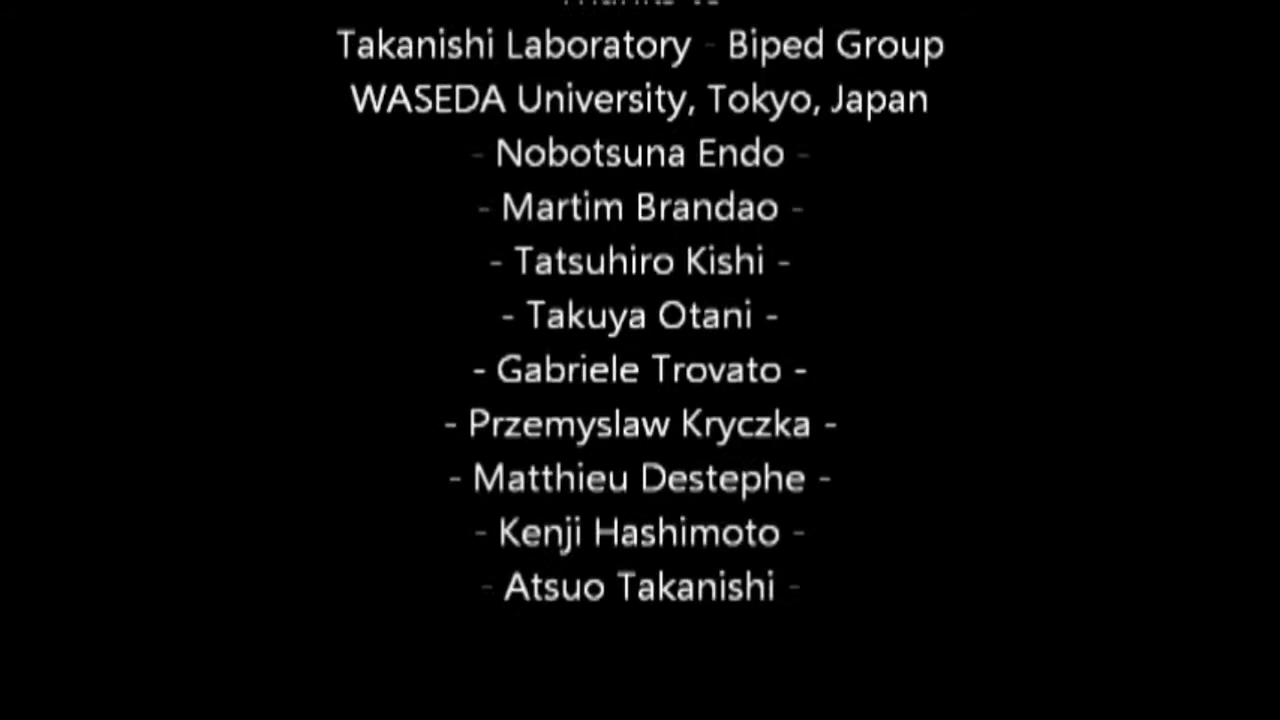 Takanishi Laboratory - Biped Group
WASEDA University, Tokyo, Japan
- Nobotsuna Endo -
- Martim Brandao -
- Tatsuhiro Kishi -
- Takuya Otani -
- Gabriele Trovato -
- Przemyslaw Kryczka -
- Matthieu Destephe -
- Kenji Hashimoto -
- Atsuo Takanishi -